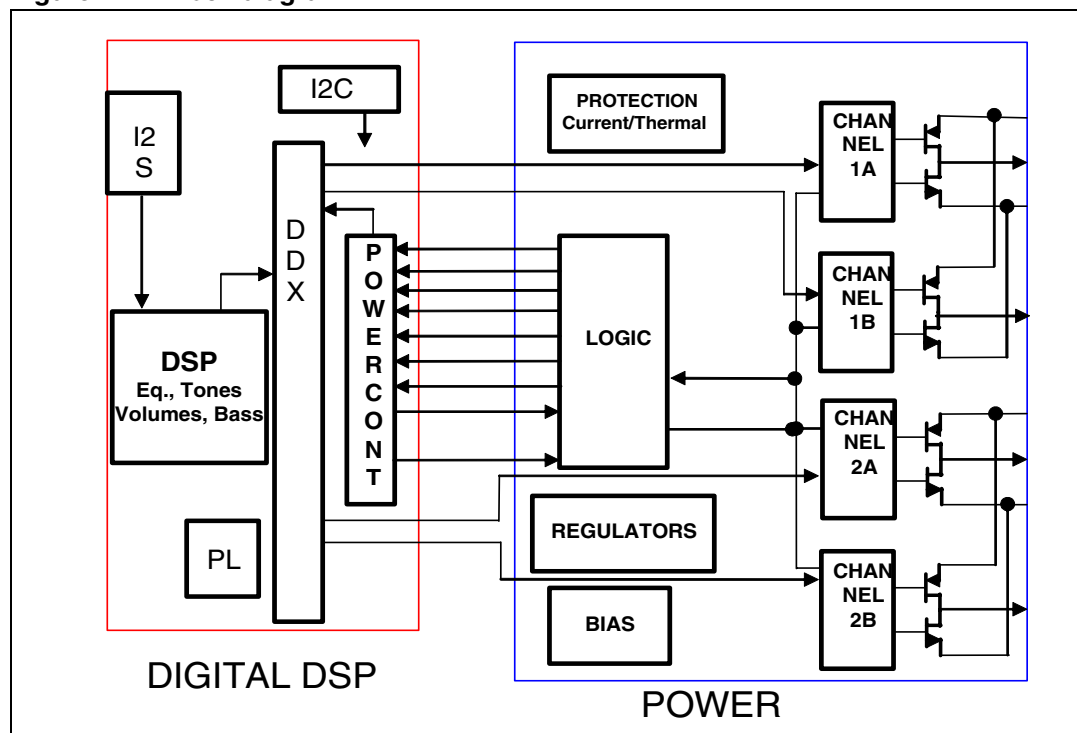 I2C
I2
S
PROTECTION
Current/Thermal
CHAN
NEL
1A
D
D
X
P
O
W
E
R
C
O
N
T
LOGIC
CHAN
NEL
1B
DSP
Eq., Tones
Volumes, Bass
CHAN
NEL
2A
PL
REGULATORS
BIAS
CHAN
NEL
2B
DIGITAL DSP
POWER